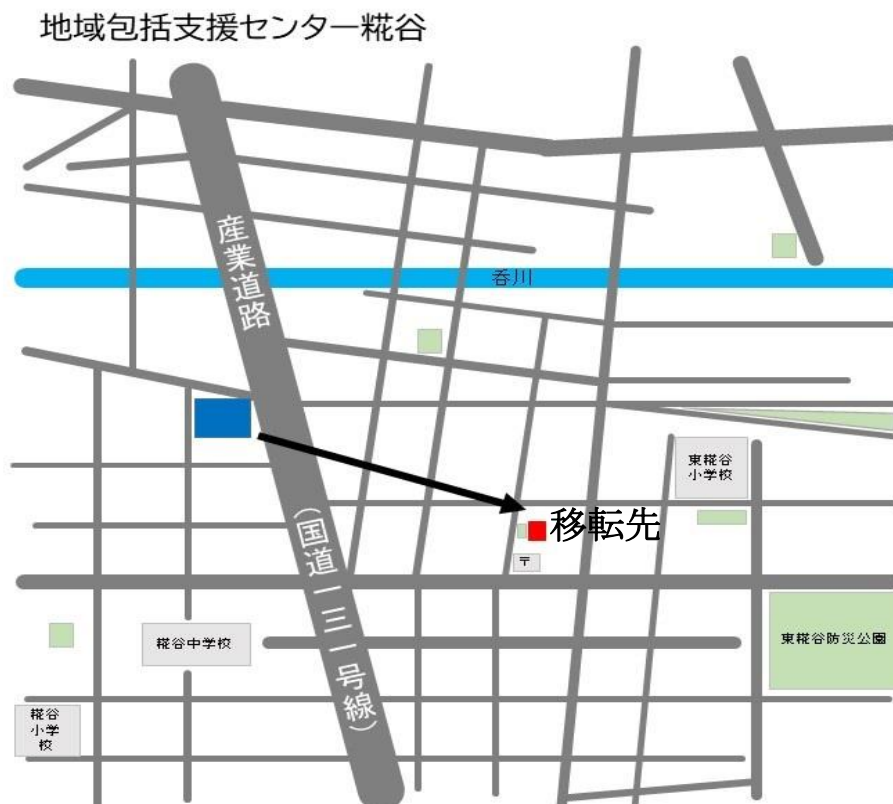 地域包括支援センター糀谷
産業道路
呑川
東糀谷
小学校
移転先
〒
(国道一三一号線)
糀谷中学校
東糀谷防災公園
糀谷
小学
校